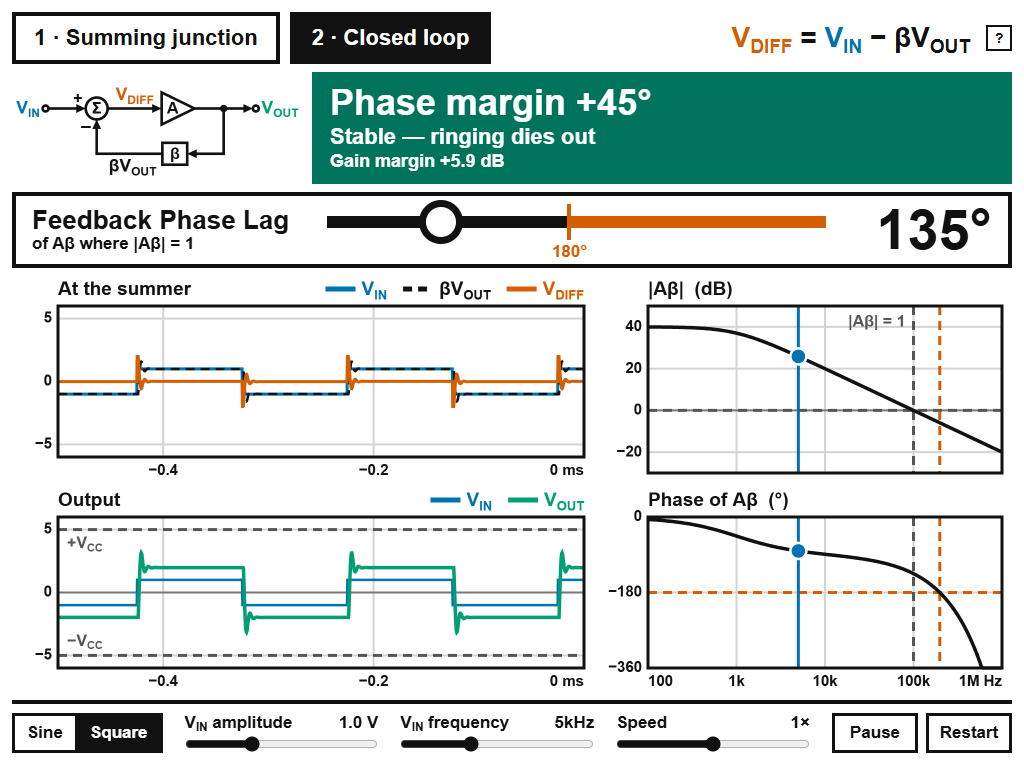 1 · Summing junction
2 · Closed loop
VDIFF = VIN − βVOUT
?
VIN
+
Σ
−
VDIFF
A
VOUT
β
βVOUT
Phase margin +45°
Stable — ringing dies out
Gain margin +5.9 dB
Feedback Phase Lag
of Aβ where |Aβ| = 1
180°
135°
At the summer
VIN
βVOUT
VDIFF
5
0
−5
−0.4
−0.2
0 ms
|Aβ| (dB)
|Aβ| = 1
40
20
0
−20
Output
VIN
VOUT
5
+VCC
0
−VCC
−5
−0.4
−0.2
0 ms
Phase of Aβ (°)
0
−180
−360
100
1k
10k
100k
1M Hz
Sine
Square
VIN amplitude
1.0 V
VIN frequency
5kHz
Speed
1×
Pause
Restart